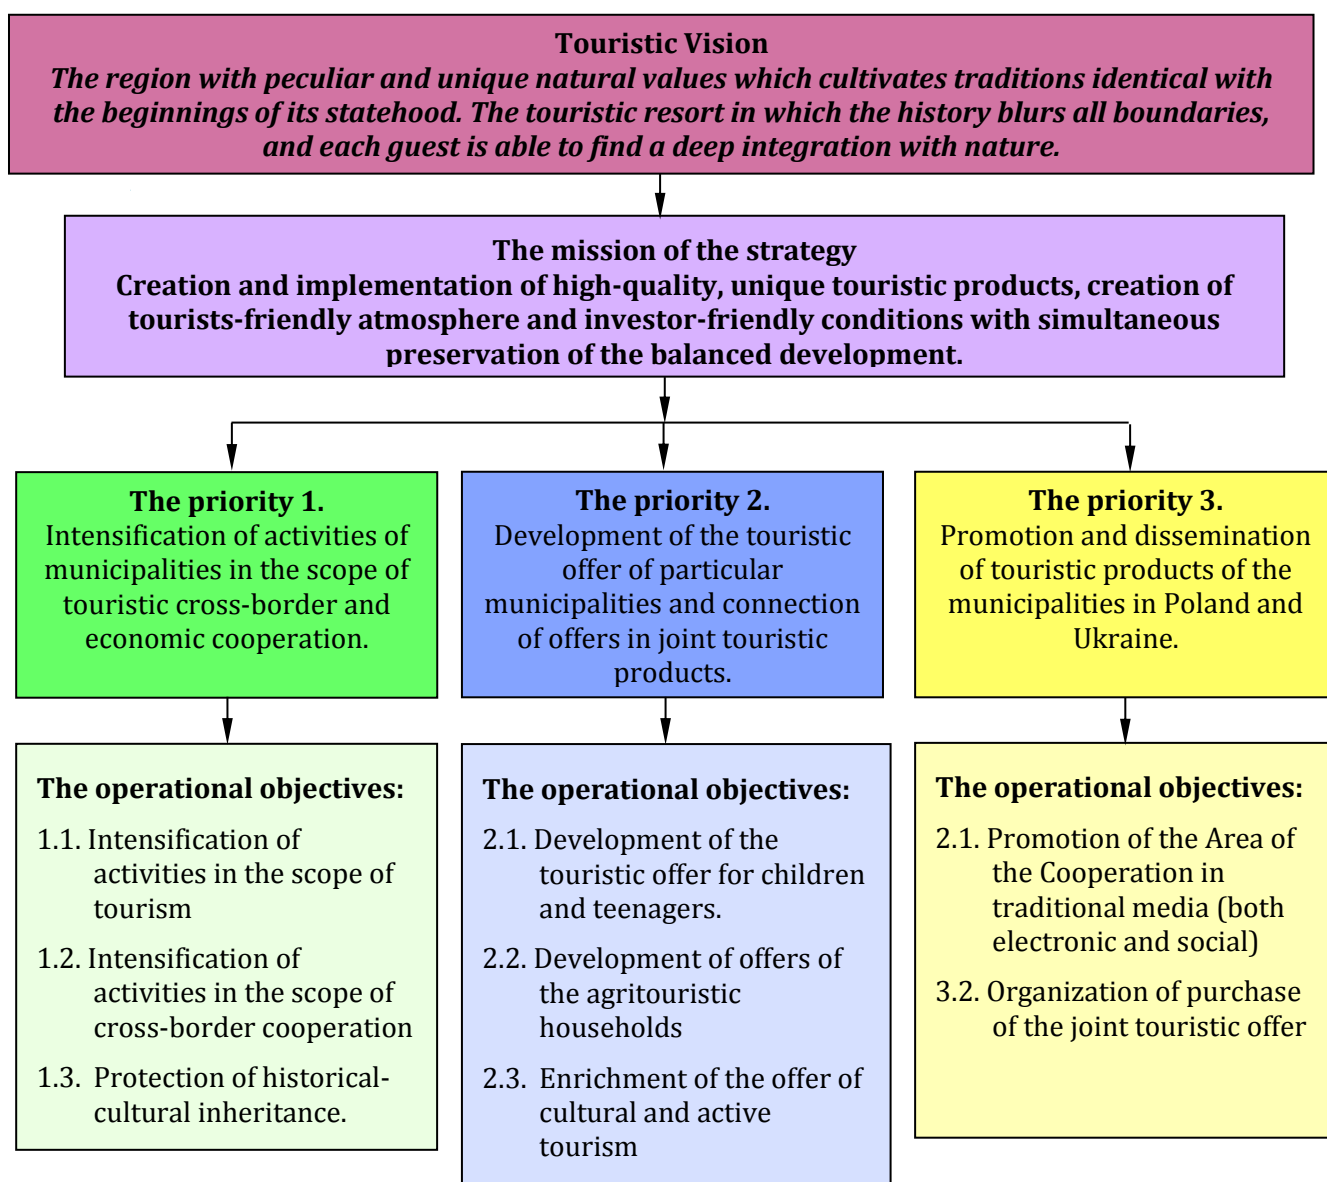 Touristic Vision
The region with peculiar and unique natural values which cultivates traditions identical with
the beginnings of its statehood. The touristic resort in which the history blurs all boundaries,
and each guest is able to find a deep integration with nature.
The mission of the strategy
Creation and implementation of high-quality, unique touristic products, creation of
tourists-friendly atmosphere and investor-friendly conditions with simultaneous
preservation of the balanced development.
The priority 1.
Intensification of activities of
municipalities in the scope of
touristic cross-border and
economic cooperation.
The priority 2.
Development of the touristic
offer of particular
municipalities and connection
of offers in joint touristic
products.
The priority 3.
Promotion and dissemination
of touristic products of the
municipalities in Poland and
Ukraine.
The operational objectives:
1.1. Intensification of
activities in the scope of
tourism
1.2. Intensification of
activities in the scope of
cross-border cooperation
1.3. Protection of historical-
cultural inheritance.
The operational objectives:
2.1. Development of the
touristic offer for children
and teenagers.
2.2. Development of offers of
the agritouristic
households
2.3. Enrichment of the offer of
cultural and active
tourism
The operational objectives:
2.1. Promotion of the Area of
the Cooperation in
traditional media (both
electronic and social)
3.2. Organization of purchase
of the joint touristic offer